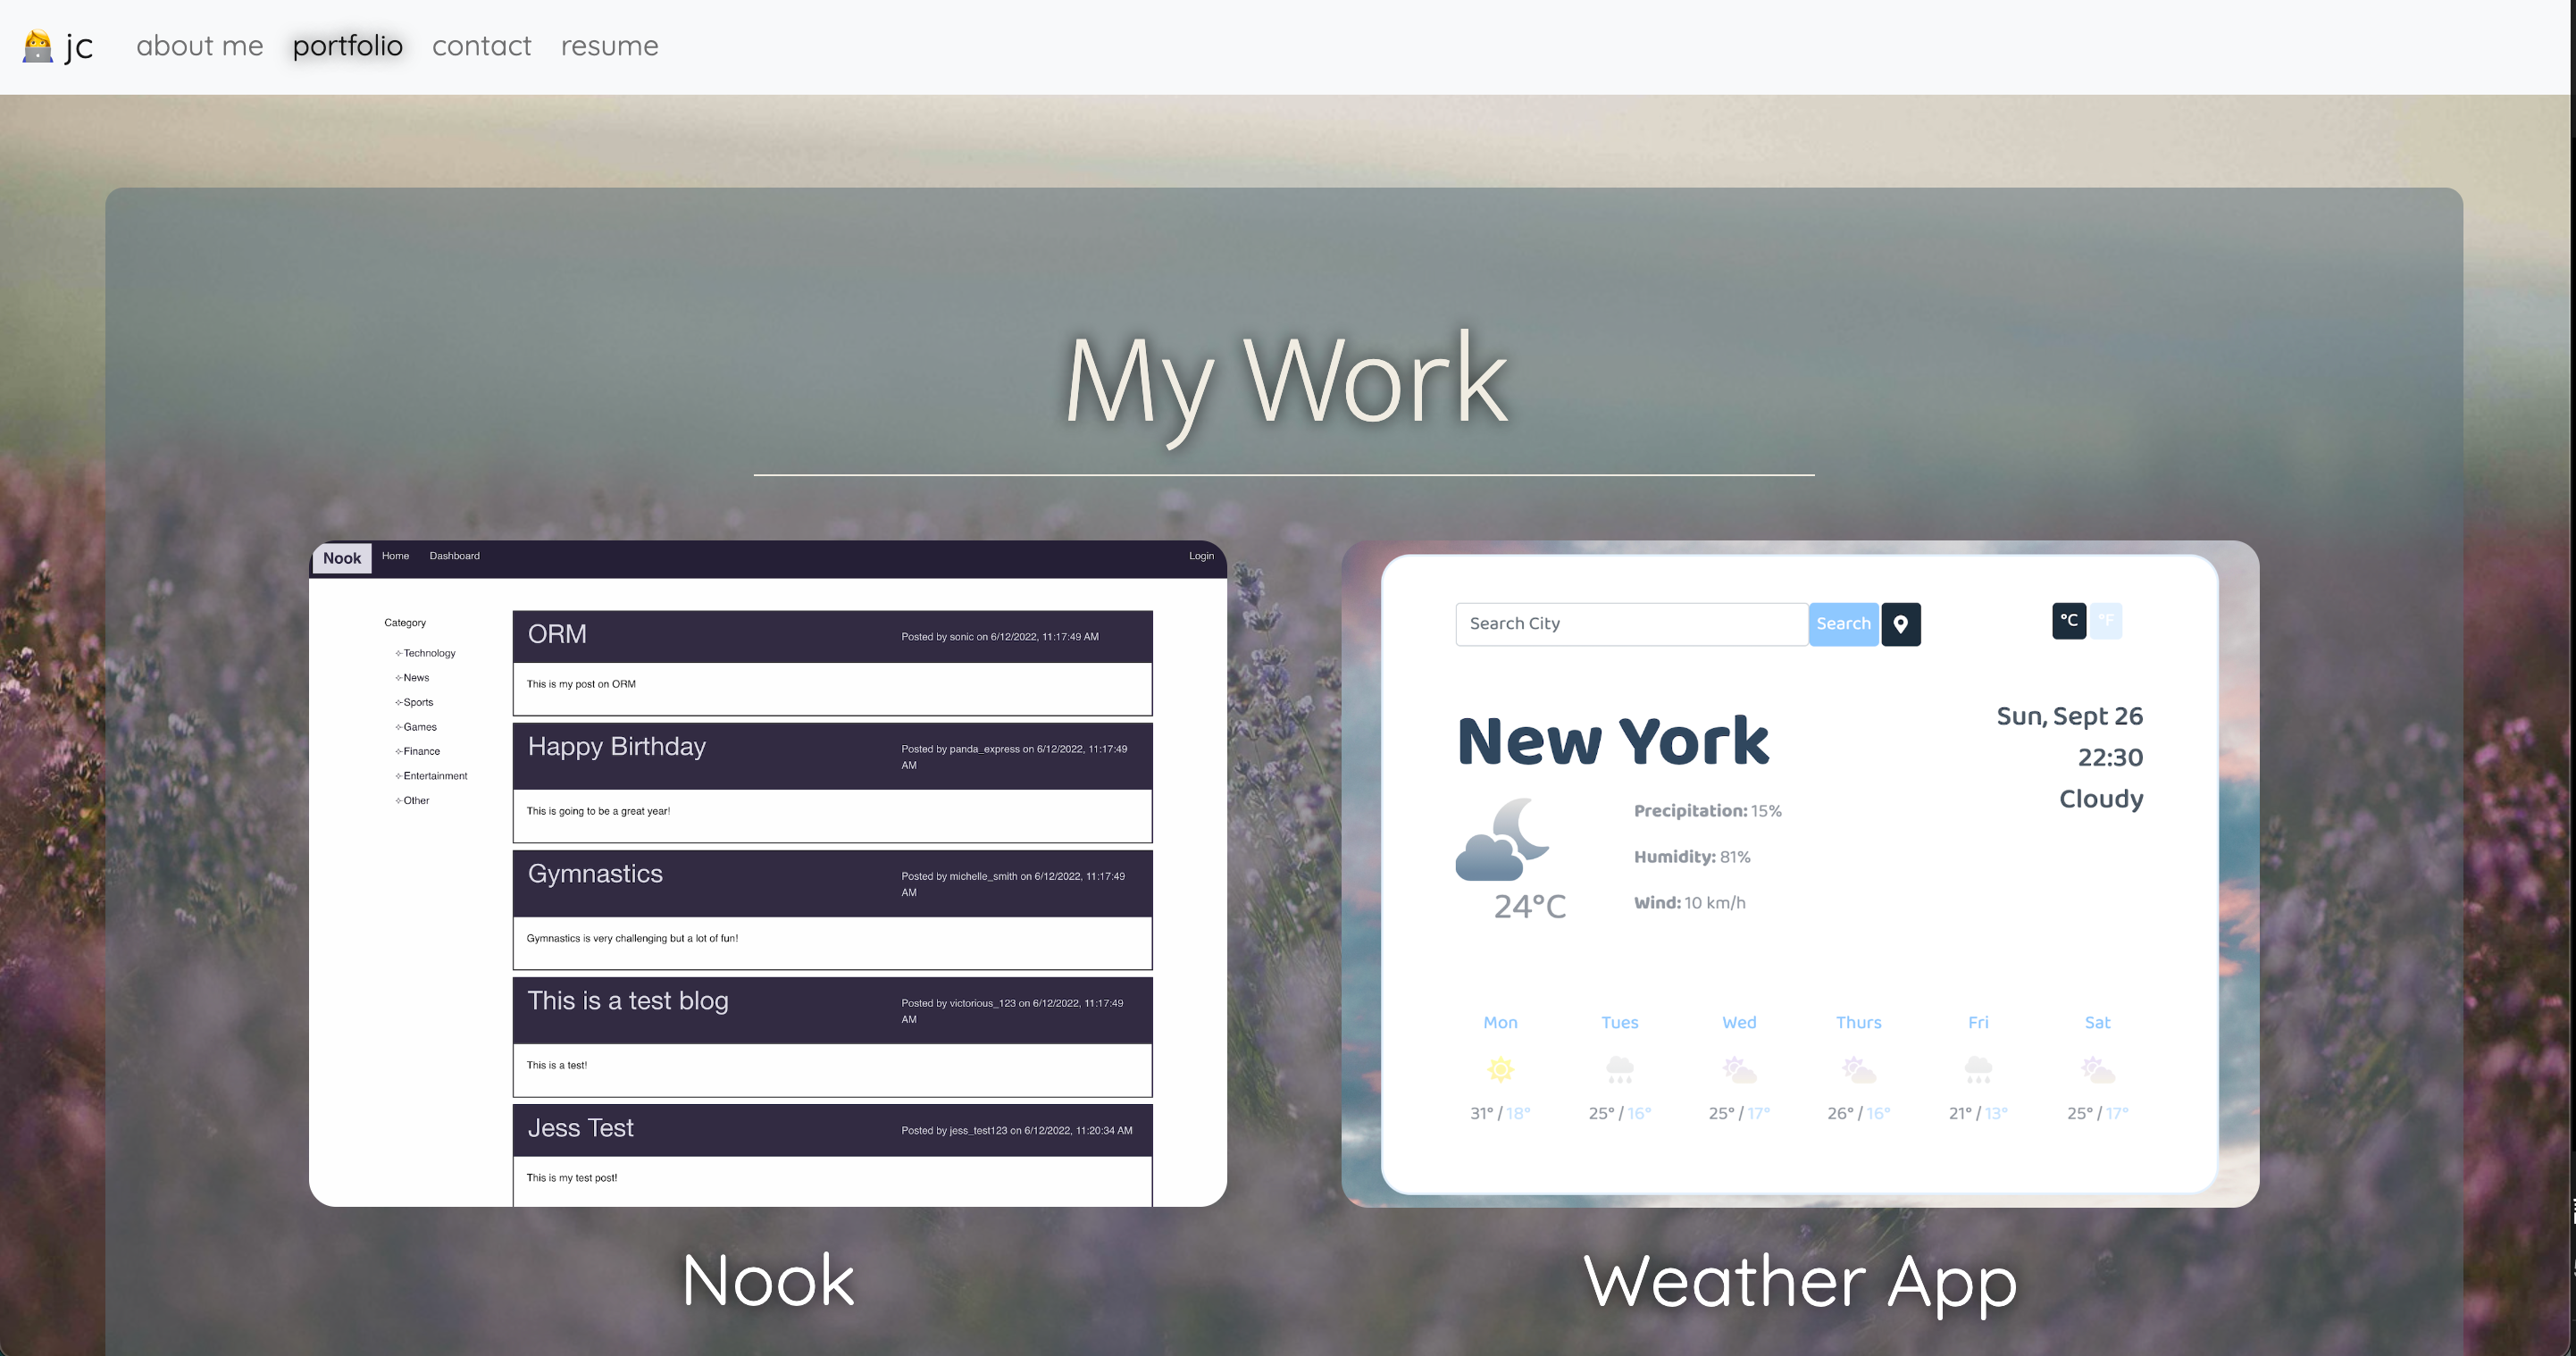 jc about me portfolio contact resume
My Work
Nook Home Dashboard Login
Category
Technology
News
Sports
Games
Finance
Entertainment
Other
ORM Posted by sonic on 6/12/2022, 11:17:49 AM
This is my post on ORM
Happy Birthday Posted by panda_express on 6/12/2022, 11:17:49
AM
This is going to be a great year!
Gymnastics Posted by michelle_smith on 6/12/2022, 11:17:49
AM
Gymnastics is very challenging but a lot of fun!
This is a test blog Posted by victorious_123 on 6/12/2022, 11:17:49
AM
This is a test!
Jess Test Posted by jess_test123 on 6/12/2022, 11:20:34 AM
This is my test post!
Nook
Search City Search °C °F
New York
Sun, Sept 26
22:30
Cloudy
Precipitation: 15%
Humidity: 81%
Wind: 10 km/h
24°C
Mon Tues Wed Thurs Fri Sat
31° / 18° 25° / 16° 25° / 17° 26° / 16° 21° / 13° 25° / 17°
Weather App